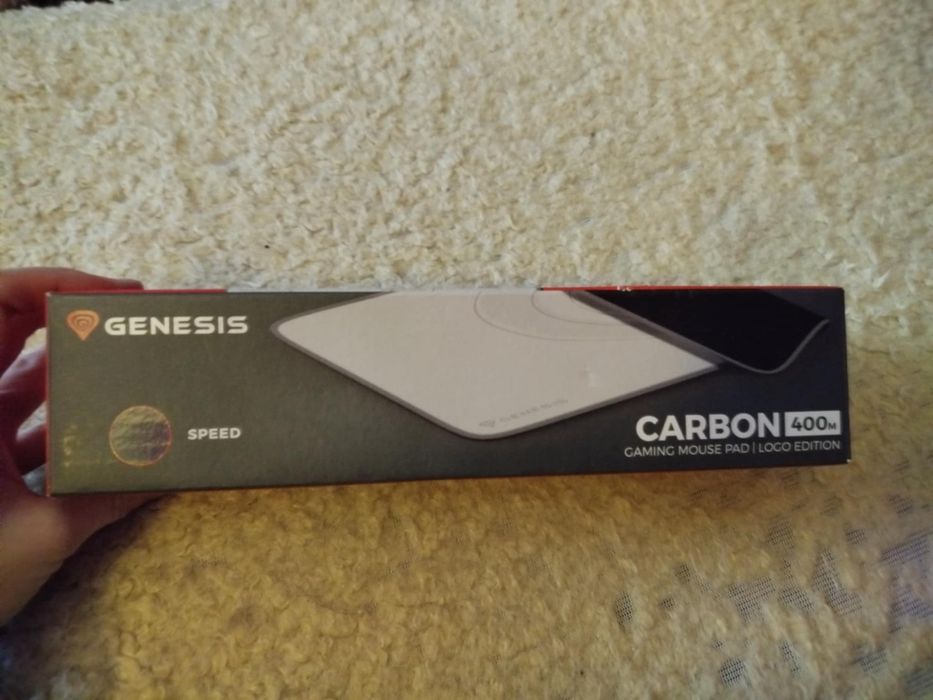 GENESIS
SPEED
CARBON 400M
GAMING MOUSE PAD | LOGO EDITION